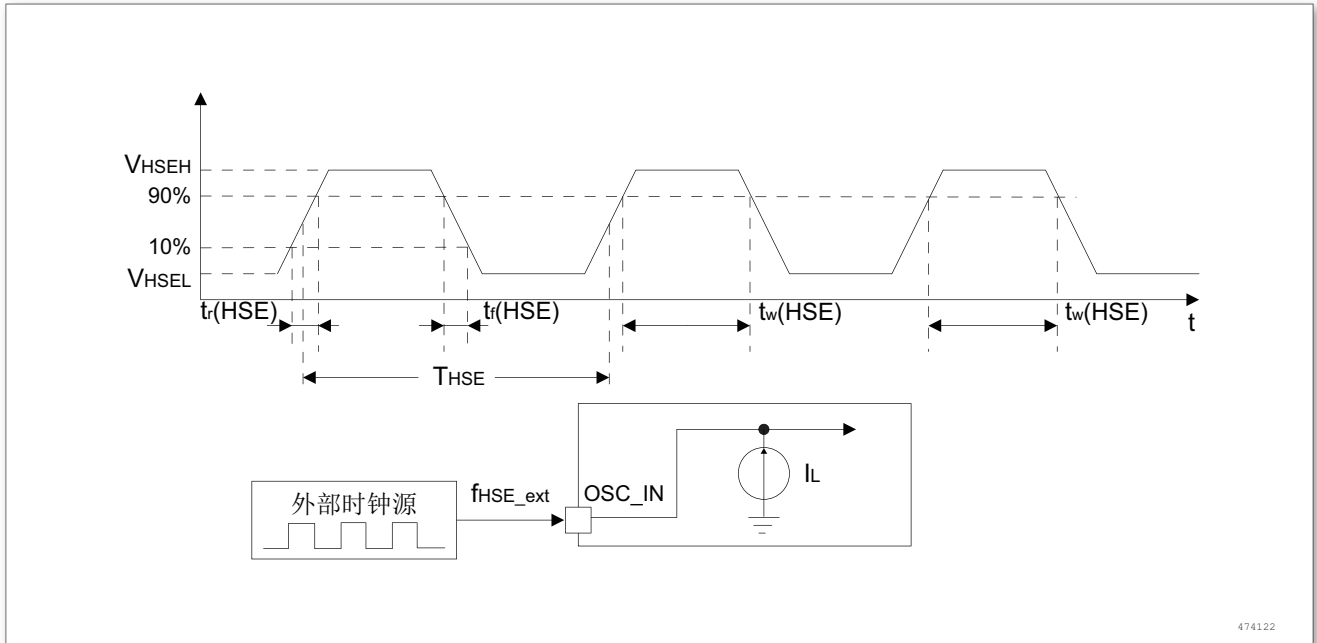 VHSEH
90%
10%
VHSEL
tr(HSE)
tf(HSE)
tw(HSE)
tw(HSE)
t
THSE
外部时钟源
fHSE_ext
OSC_IN
IL
474122